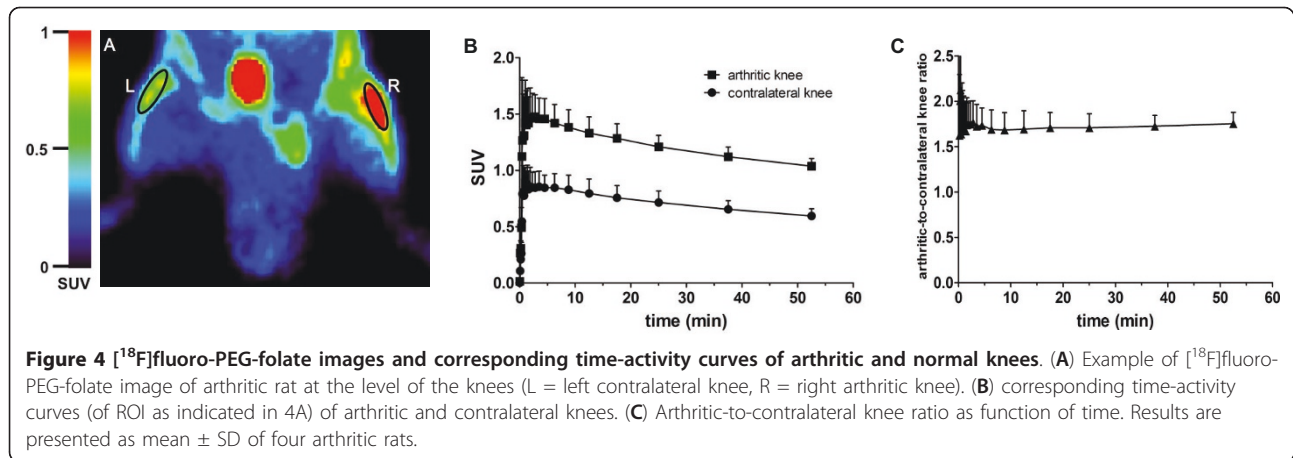 1
0.5
0
SUV
A
L
R
B
2.0
1.5
1.0
0.5
0.0
SUV
arthritic knee
contralateral knee
0 10 20 30 40 50 60
time (min)
C
2.5
2.0
1.5
1.0
0.5
0.0
arthritic-to-contralateral knee ratio
0 10 20 30 40 50 60
time (min)
Figure 4 [¹⁸F]fluoro-PEG-folate images and corresponding time-activity curves of arthritic and normal knees. (A) Example of [¹⁸F]fluoro-
PEG-folate image of arthritic rat at the level of the knees (L = left contralateral knee, R = right arthritic knee). (B) corresponding time-activity
curves (of ROI as indicated in 4A) of arthritic and contralateral knees. (C) Arthritic-to-contralateral knee ratio as function of time. Results are
presented as mean ± SD of four arthritic rats.